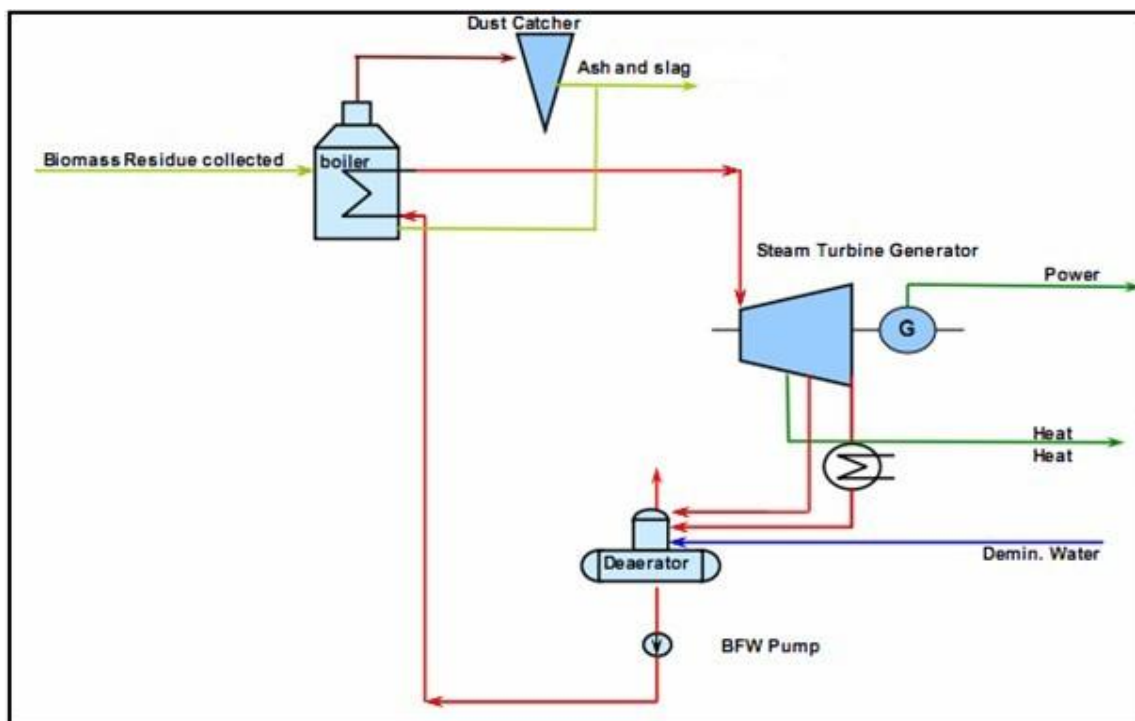 Dust Catcher
Ash and slag
Biomass Residue collected
boiler
Steam Turbine Generator
Power
G
Heat
Heat
Demin. Water
Deaerator
BFW Pump